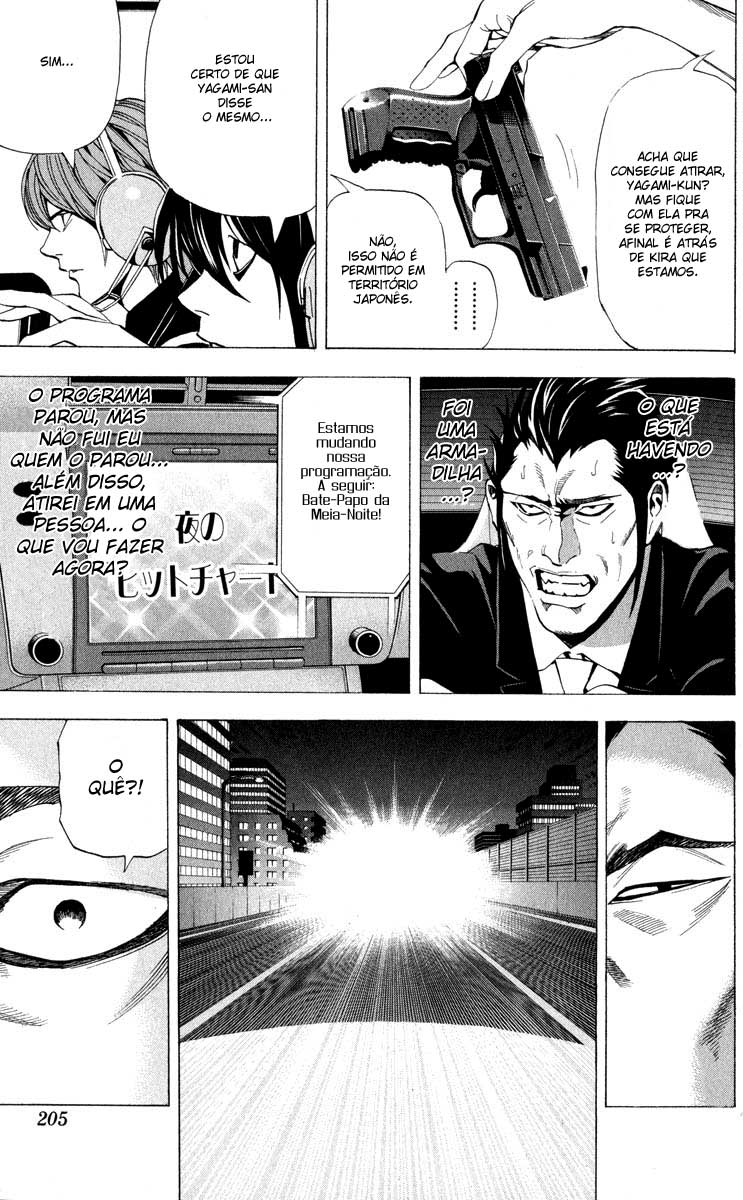 ACHA QUE
CONSEGUE ATIRAR,
YAGAMI-KUN?
MAS FIQUE
COM ELA PRA
SE PROTEGER,
AFINAL É ATRÁS
DE KIRA QUE
ESTAMOS.
NÃO,
ISSO NÃO É
PERMITIDO EM
TERRITÓRIO
JAPONÊS.
ESTOU
CERTO DE QUE
YAGAMI-SAN
DISSE
O MESMO...
SIM...
O QUE
ESTÁ
HAVENDO
...?
FOI
UMA
ARMA-
DILHA
...?
Estamos
mudando
nossa
programação.
A seguir:
Bate-Papo da
Meia-Noite!
夜の
ヒットチャート
O PROGRAMA
PAROU, MAS
NÃO FUI EU
QUEM O PAROU...
ALÉM DISSO,
ATIREI EM UMA
PESSOA... O
QUE VOU FAZER
AGORA?
O
QUÊ?!
205